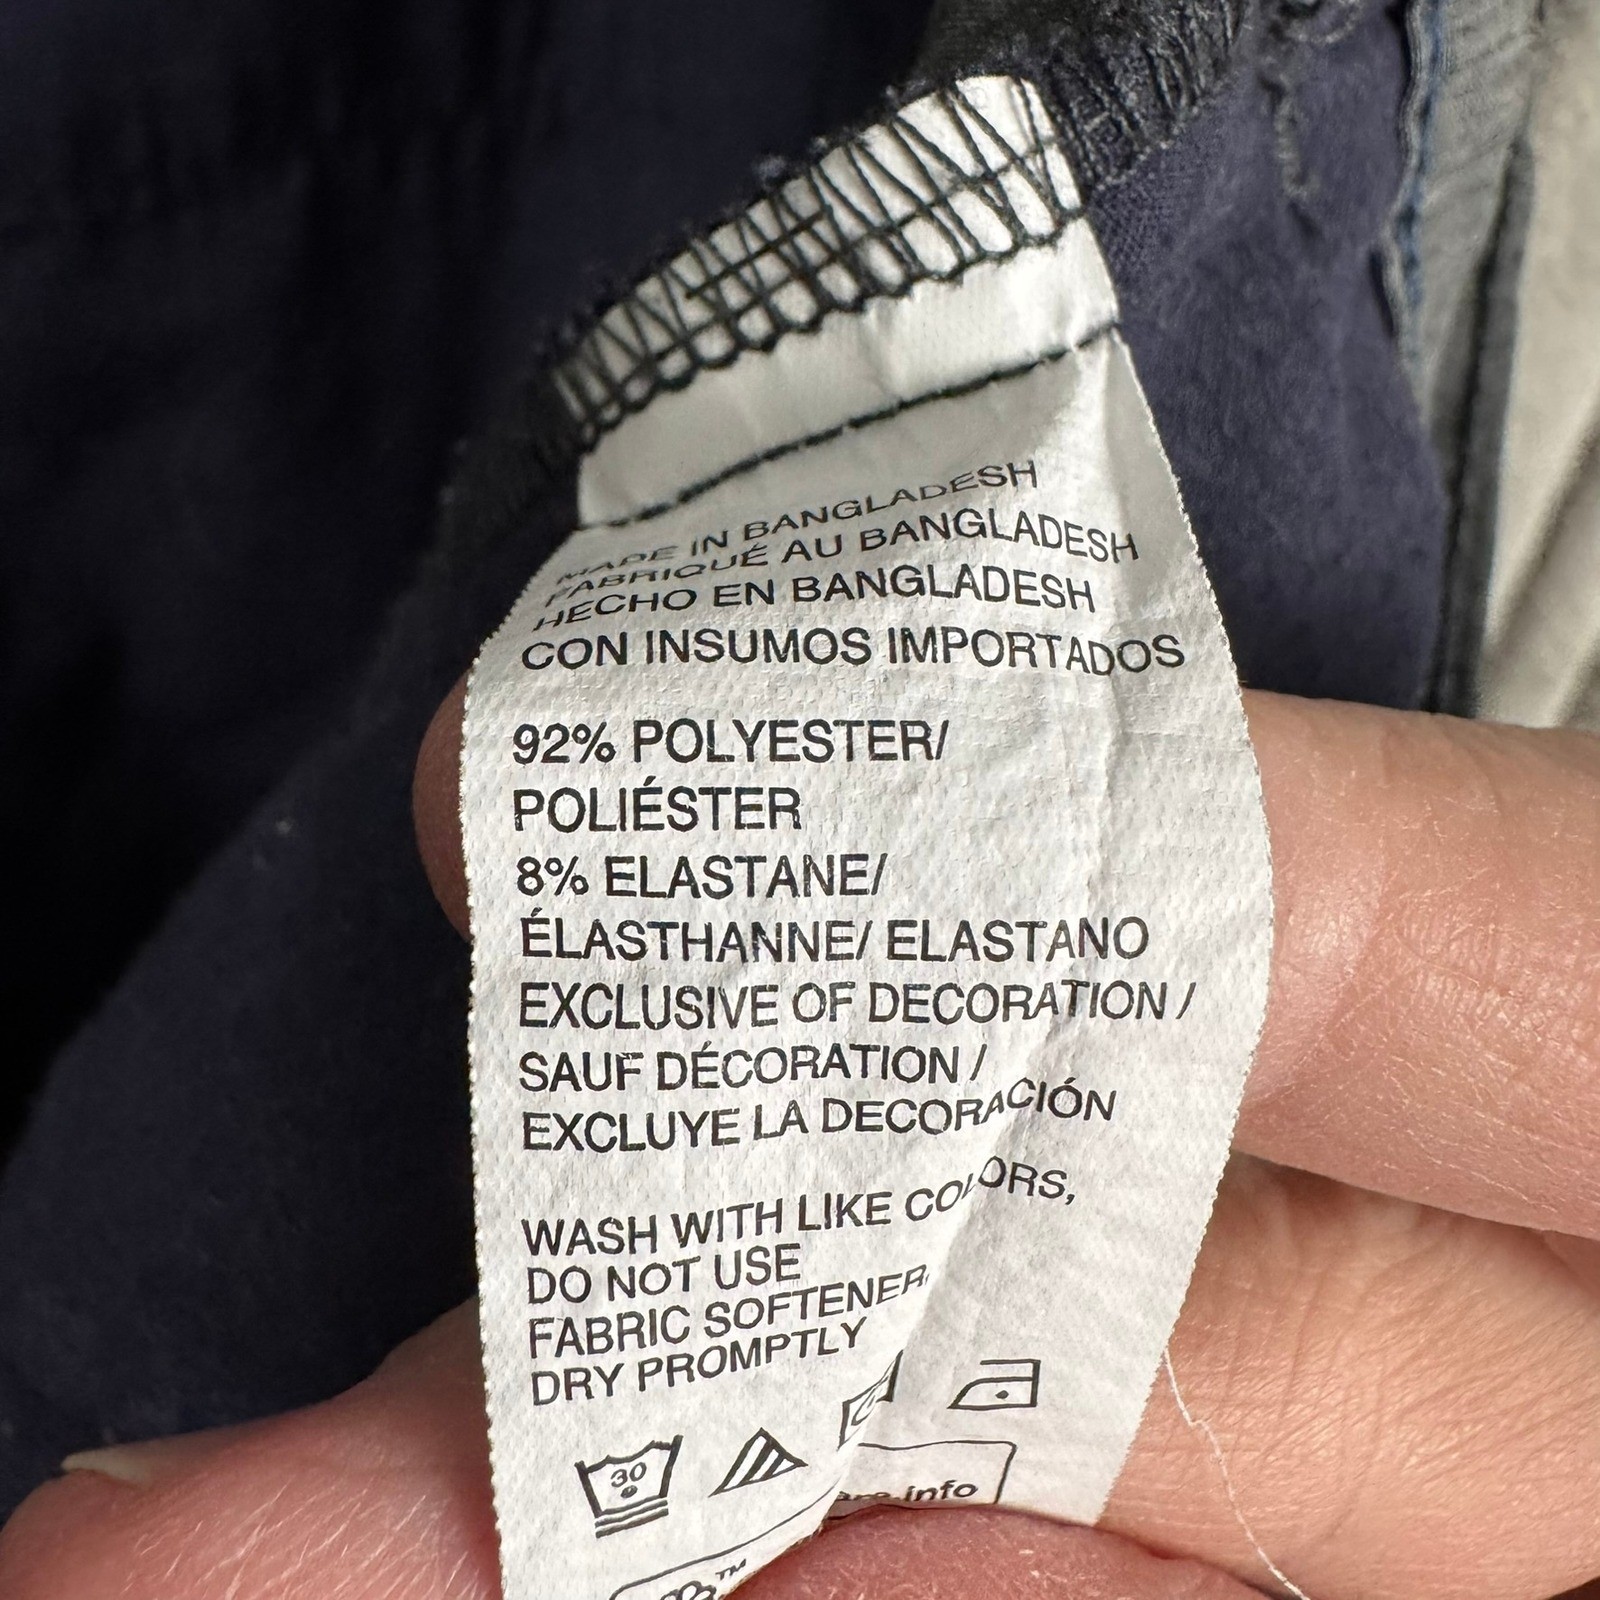 MADE IN BANGLADESH
FABRIQUÉ AU BANGLADESH
HECHO EN BANGLADESH
CON INSUMOS IMPORTADOS
92% POLYESTER/
POLIÉSTER
8% ELASTANE/
ÉLASTHANNE/ ELASTANO
EXCLUSIVE OF DECORATION /
SAUF DÉCORATION /
EXCLUYE LA DECORACIÓN
WASH WITH LIKE COLORS,
DO NOT USE
FABRIC SOFTENER,
DRY PROMPTLY
30
info